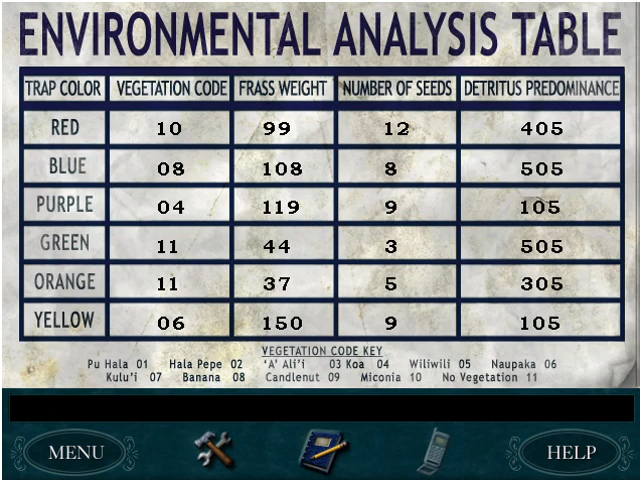 ENVIRONMENTAL ANALYSIS TABLE
TRAP COLOR VEGETATION CODE FRASS WEIGHT NUMBER OF SEEDS DETRITUS PREDOMINANCE
RED 10 99 12 405
BLUE 08 108 8 505
PURPLE 04 119 9 105
GREEN 11 44 3 505
ORANGE 11 37 5 305
YELLOW 06 150 9 105
VEGETATION CODE KEY
Pu Hala 01 Hala Pepe 02 'A' Ali'i 03 Koa 04 Wiliwili 05 Naupaka 06
Kulu'i 07 Banana 08 Candlenut 09 Miconia 10 No Vegetation 11
MENU HELP